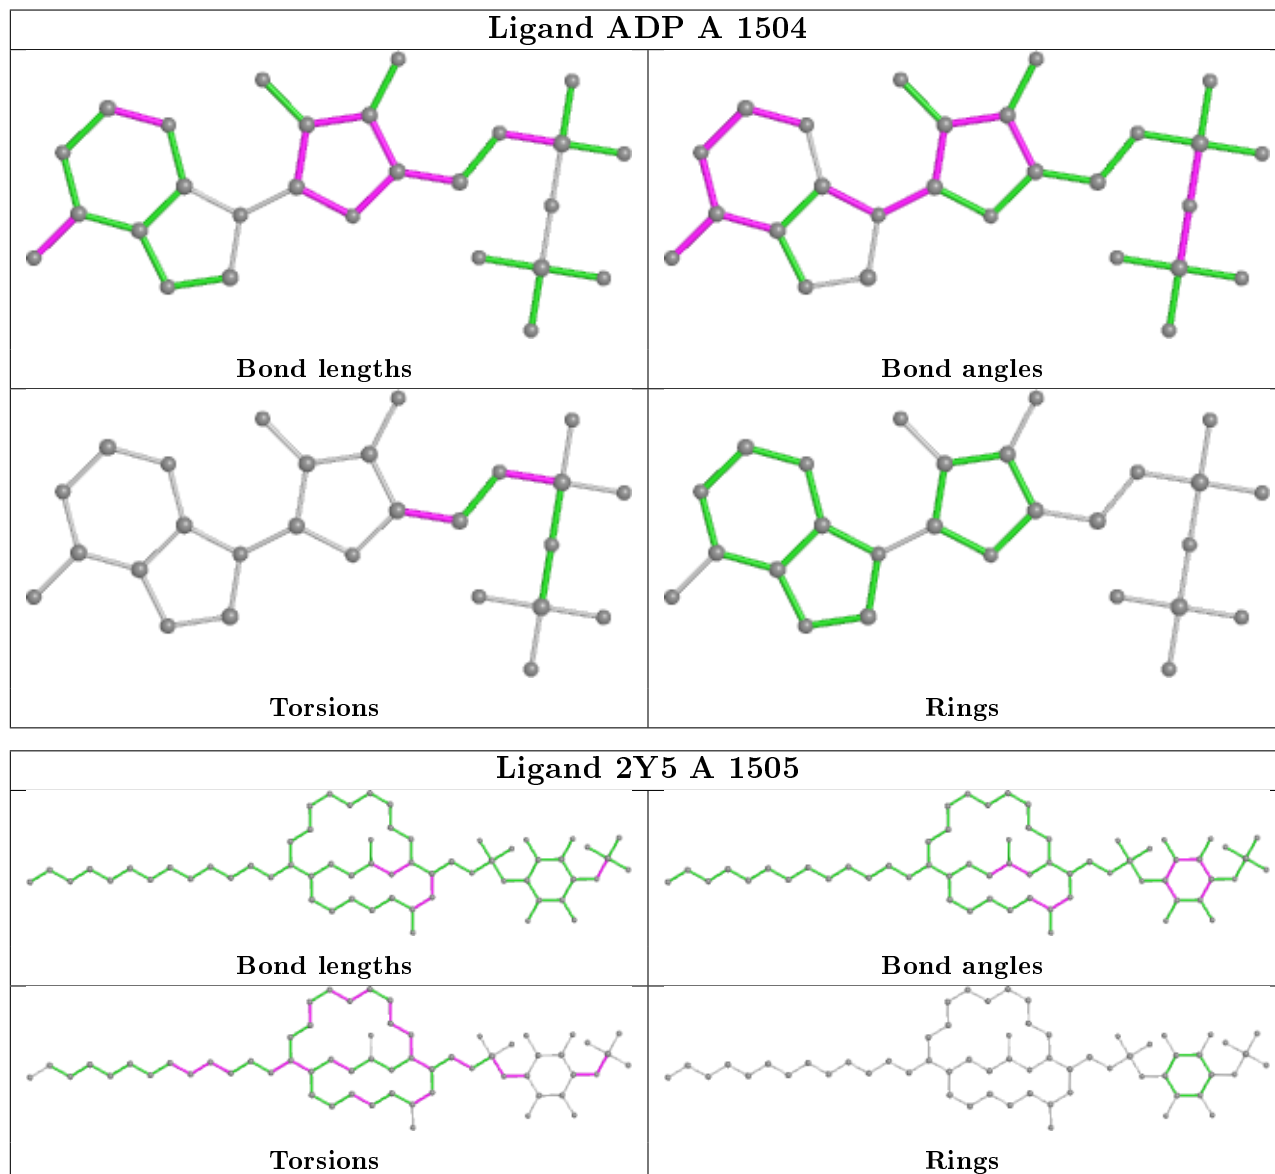 Ligand ADP A 1504
Bond lengths
Bond angles
Torsions
Rings
Ligand 2Y5 A 1505
Bond lengths
Bond angles
Torsions
Rings